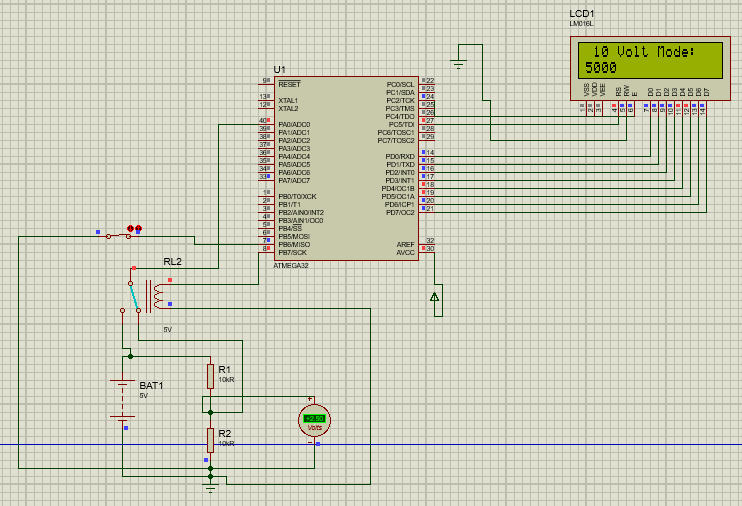 LCD1
LM016L
10 Volt Mode:
5000
VSS
VDD
VEE
RS
RW
E
D0
D1
D2
D3
D4
D5
D6
D7
1
2
3
4
5
6
7
8
9
10
11
12
13
14
U1
9 RESET PC0/SCL 22
PC1/SDA 23
13 XTAL1 PC2/TCK 24
12 XTAL2 PC3/TMS 25
PC4/TDO 26
40 PA0/ADC0 PC5/TDI 27
39 PA1/ADC1 PC6/TOSC1 28
38 PA2/ADC2 PC7/TOSC2 29
37 PA3/ADC3
36 PA4/ADC4 PD0/RXD 14
35 PA5/ADC5 PD1/TXD 15
34 PA6/ADC6 PD2/INT0 16
33 PA7/ADC7 PD3/INT1 17
PD4/OC1B 18
1 PB0/T0/XCK PD5/OC1A 19
2 PB1/T1 PD6/ICP1 20
3 PB2/AIN0/INT2 PD7/OC2 21
4 PB3/AIN1/OC0
5 PB4/SS
6 PB5/MOSI
7 PB6/MISO AREF 32
8 PB7/SCK AVCC 30
ATMEGA32
RL2
5V
BAT1
5V
R1
10kR
R2
10kR
Volts